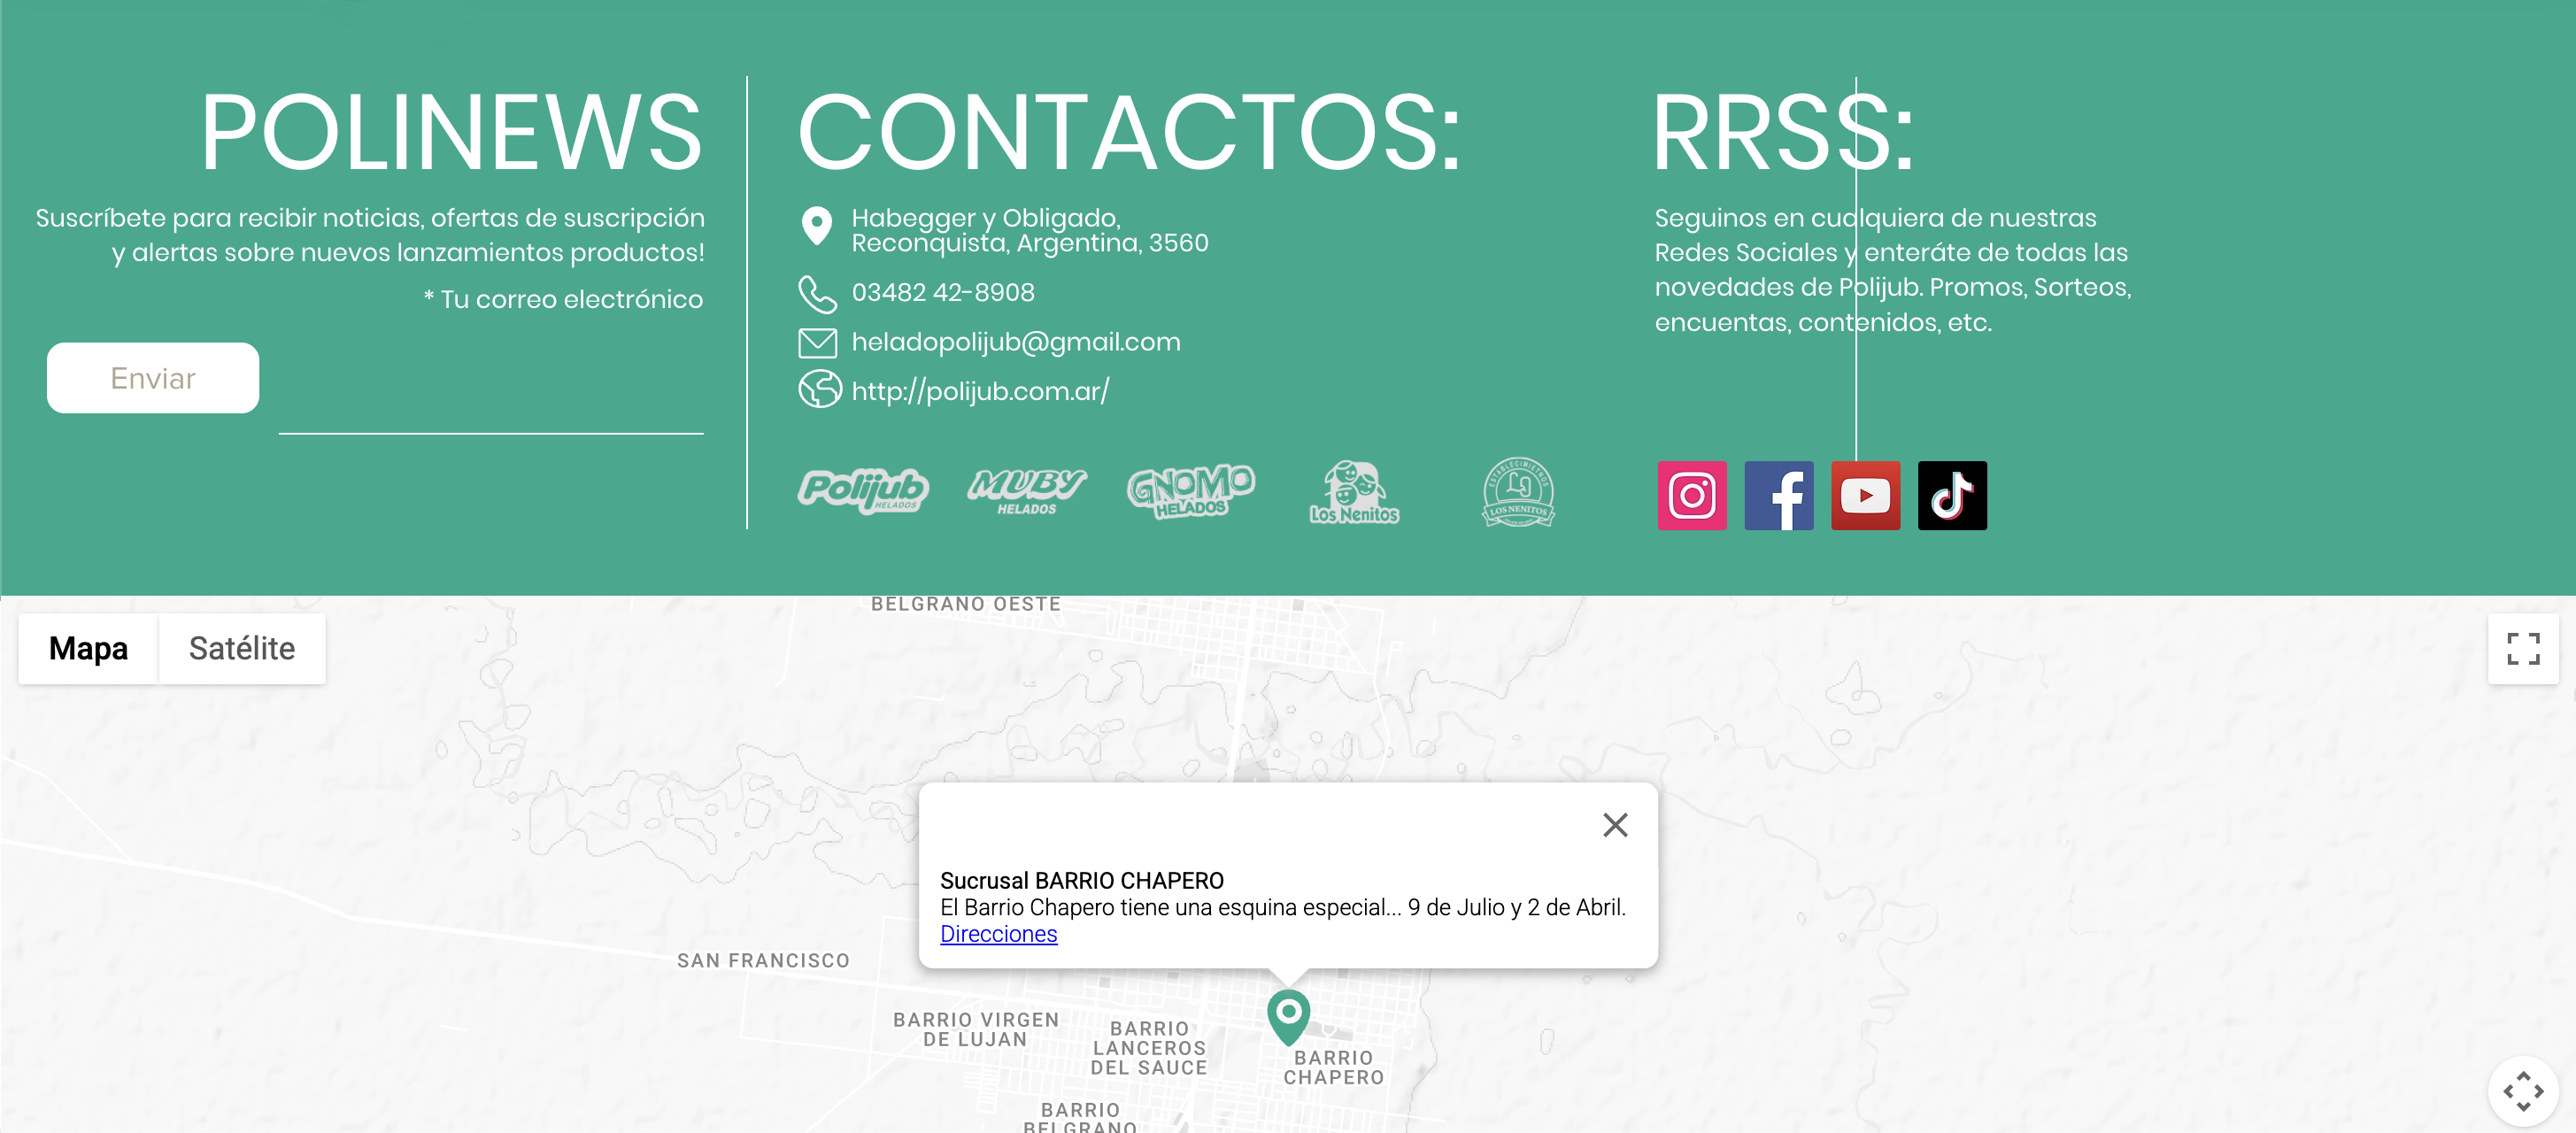 POLINEWS
Suscríbete para recibir noticias, ofertas de suscripción
y alertas sobre nuevos lanzamientos productos!
* Tu correo electrónico
Enviar
CONTACTOS:
Habegger y Obligado,
Reconquista, Argentina, 3560
03482 42-8908
heladopolijub@gmail.com
http://polijub.com.ar/
Polijub
HELADOS
MUBY
HELADOS
GNOMO
HELADOS
Los Nenitos
ESTABLECIMIETNOS
LOS NENITOS
RRSS:
Seguinos en cualquiera de nuestras
Redes Sociales y enteráte de todas las
novedades de Polijub. Promos, Sorteos,
encuentas, contenidos, etc.
BELGRANO OESTE
Mapa
Satélite
Sucrusal BARRIO CHAPERO
El Barrio Chapero tiene una esquina especial... 9 de Julio y 2 de Abril.
Direcciones
SAN FRANCISCO
BARRIO VIRGEN
DE LUJAN
BARRIO
LANCEROS
DEL SAUCE
BARRIO
CHAPERO
BARRIO
BELGRANO